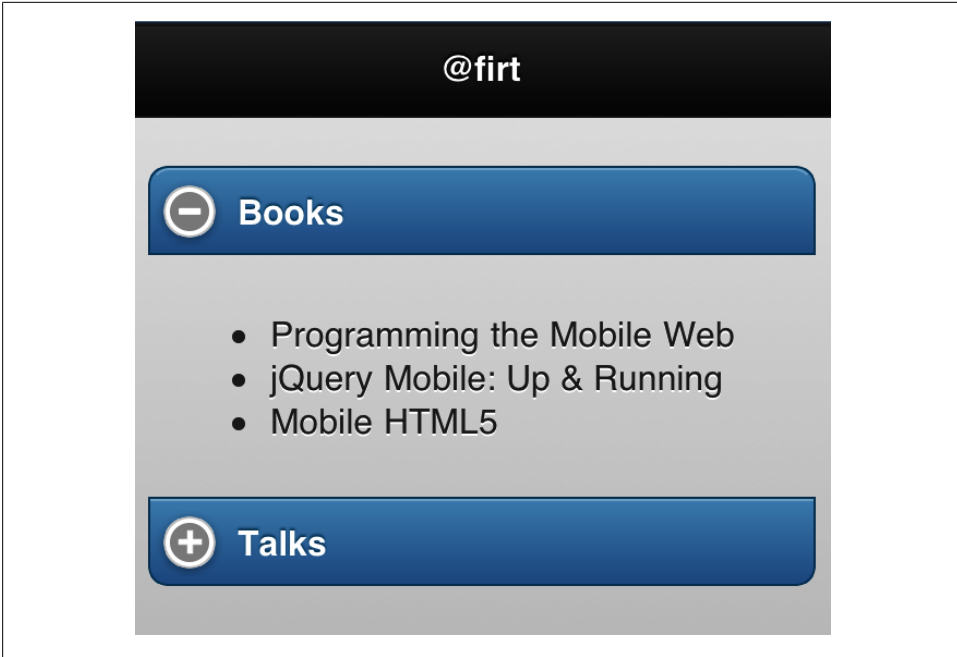 @firt
Books
Programming the Mobile Web
jQuery Mobile: Up & Running
Mobile HTML5
Talks